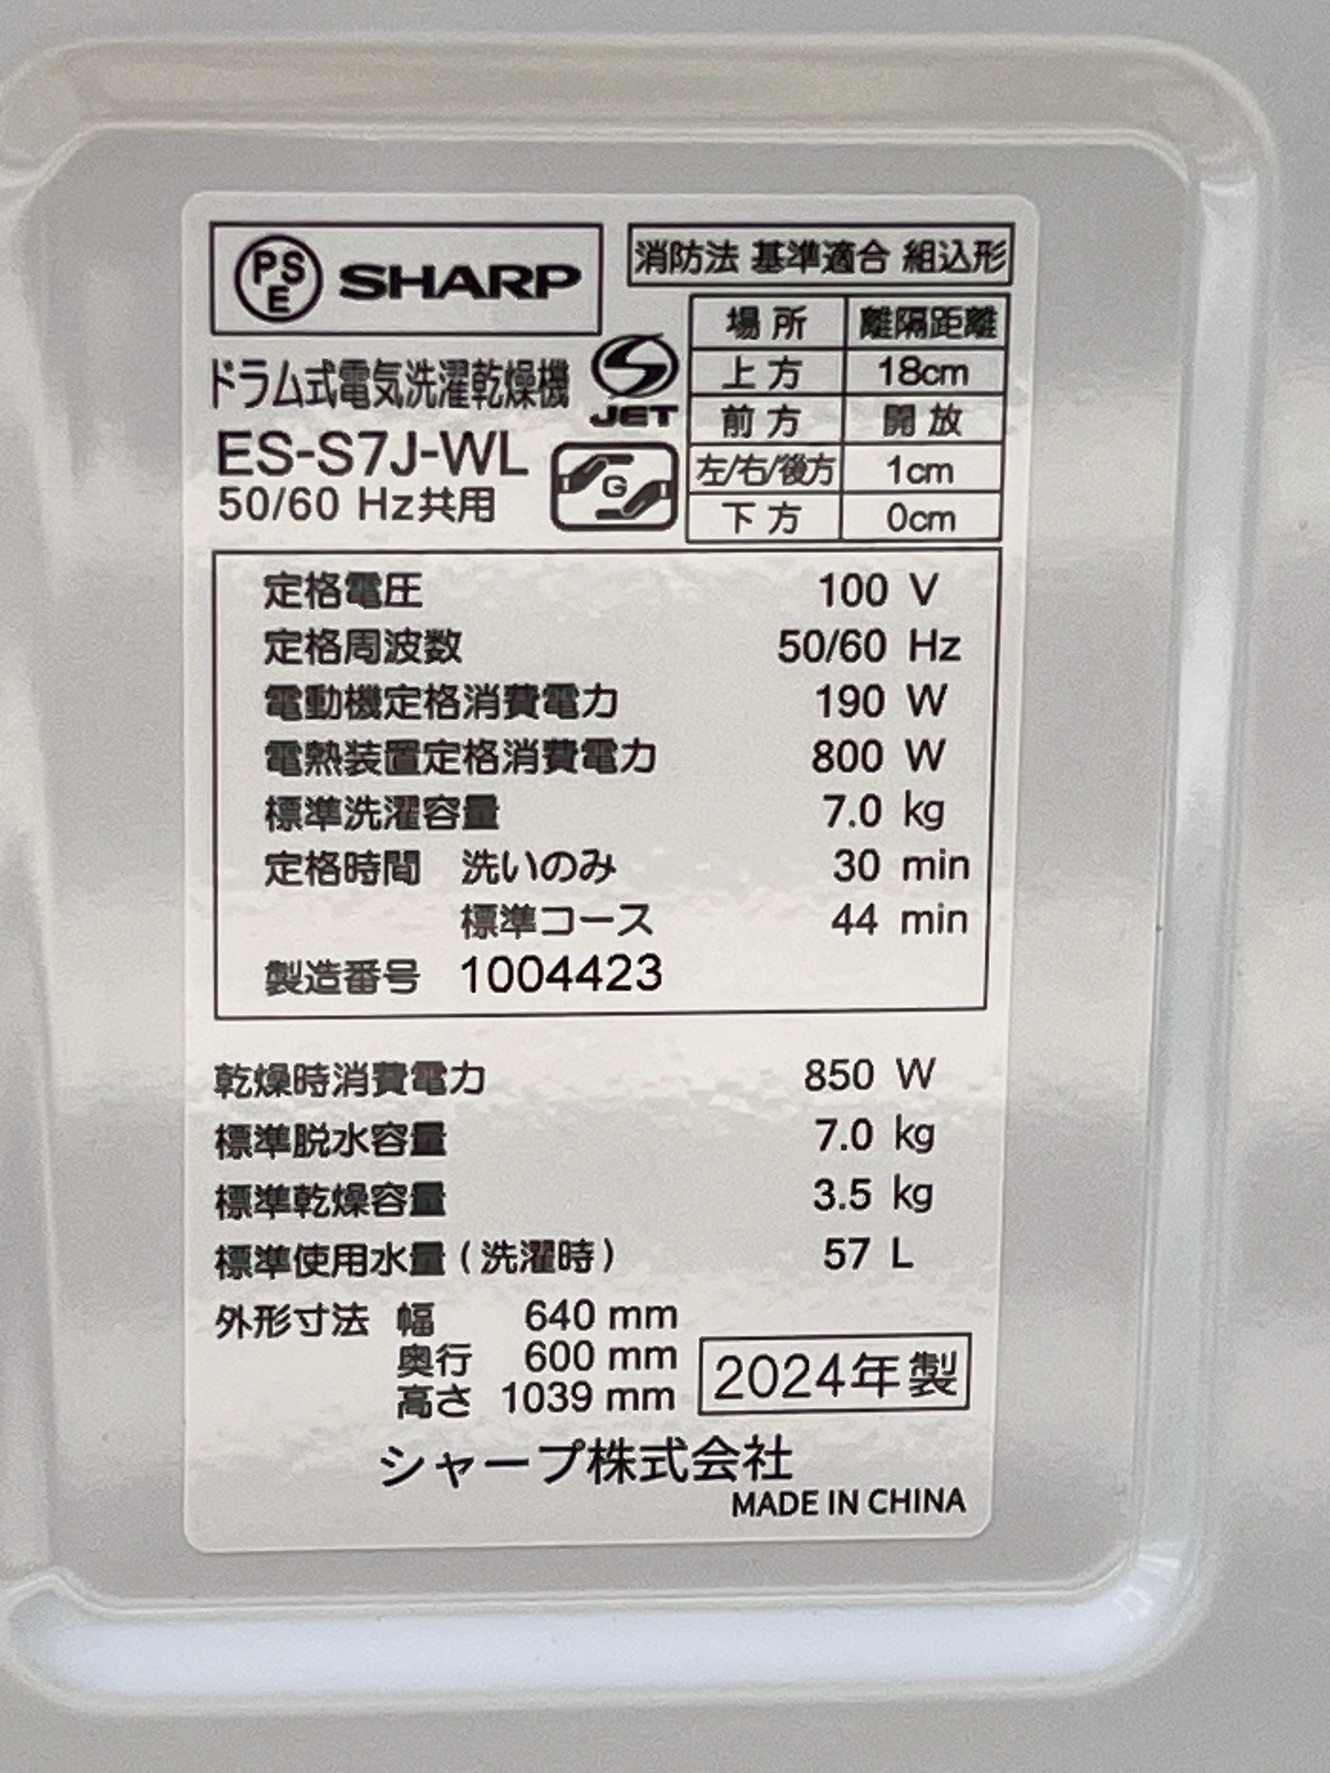 PSE SHARP
消防法 基準適合 組込形
場所 離隔距離
上方 18cm
前方 開放
左/右/後方 1cm
下方 0cm
ドラム式電気洗濯乾燥機
S JET
ES-S7J-WL
G
50/60 Hz共用
定格電圧 100 V
定格周波数 50/60 Hz
電動機定格消費電力 190 W
電熱装置定格消費電力 800 W
標準洗濯容量 7.0 kg
定格時間 洗いのみ 30 min
標準コース 44 min
製造番号 1004423
乾燥時消費電力 850 W
標準脱水容量 7.0 kg
標準乾燥容量 3.5 kg
標準使用水量(洗濯時) 57 L
外形寸法 幅 640 mm
奥行 600 mm
高さ 1039 mm
2024年製
シャープ株式会社
MADE IN CHINA